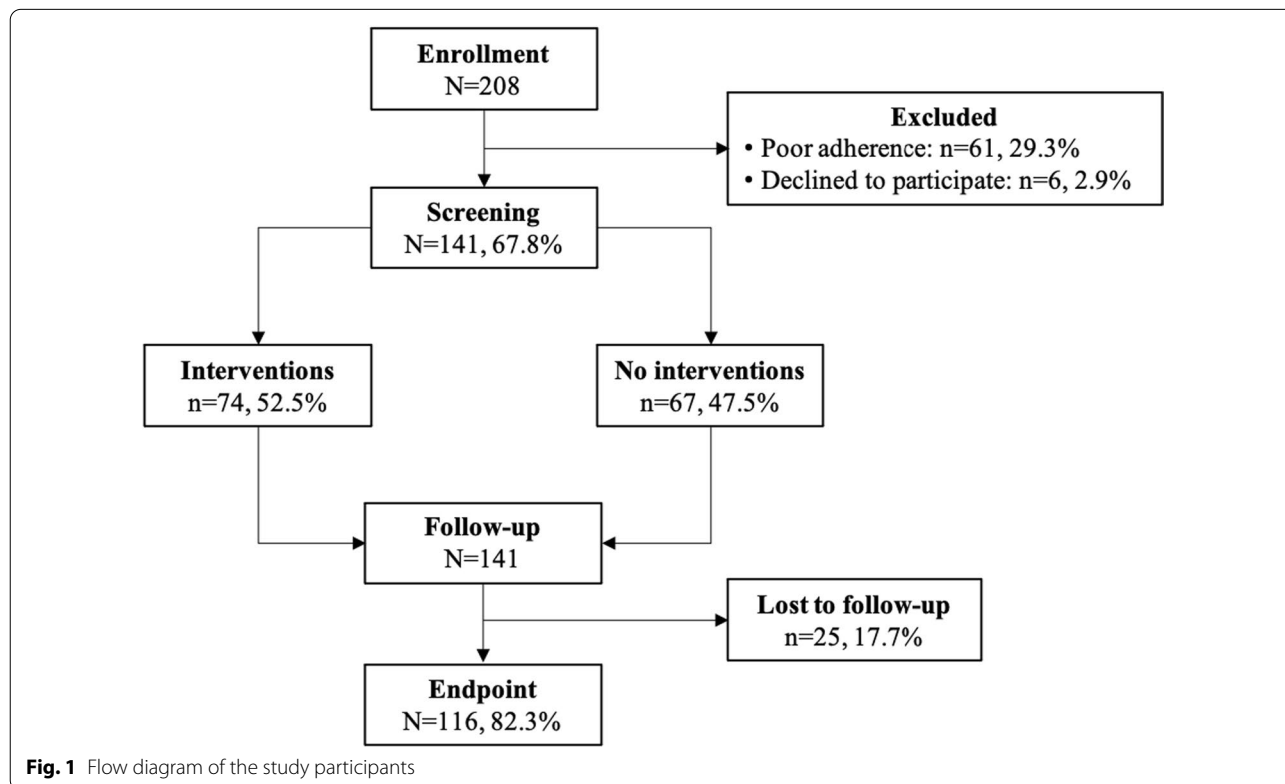 Enrollment
N=208
Excluded
• Poor adherence: n=61, 29.3%
• Declined to participate: n=6, 2.9%
Screening
N=141, 67.8%
Interventions
n=74, 52.5%
No interventions
n=67, 47.5%
Follow-up
N=141
Lost to follow-up
n=25, 17.7%
Endpoint
N=116, 82.3%
Fig. 1 Flow diagram of the study participants